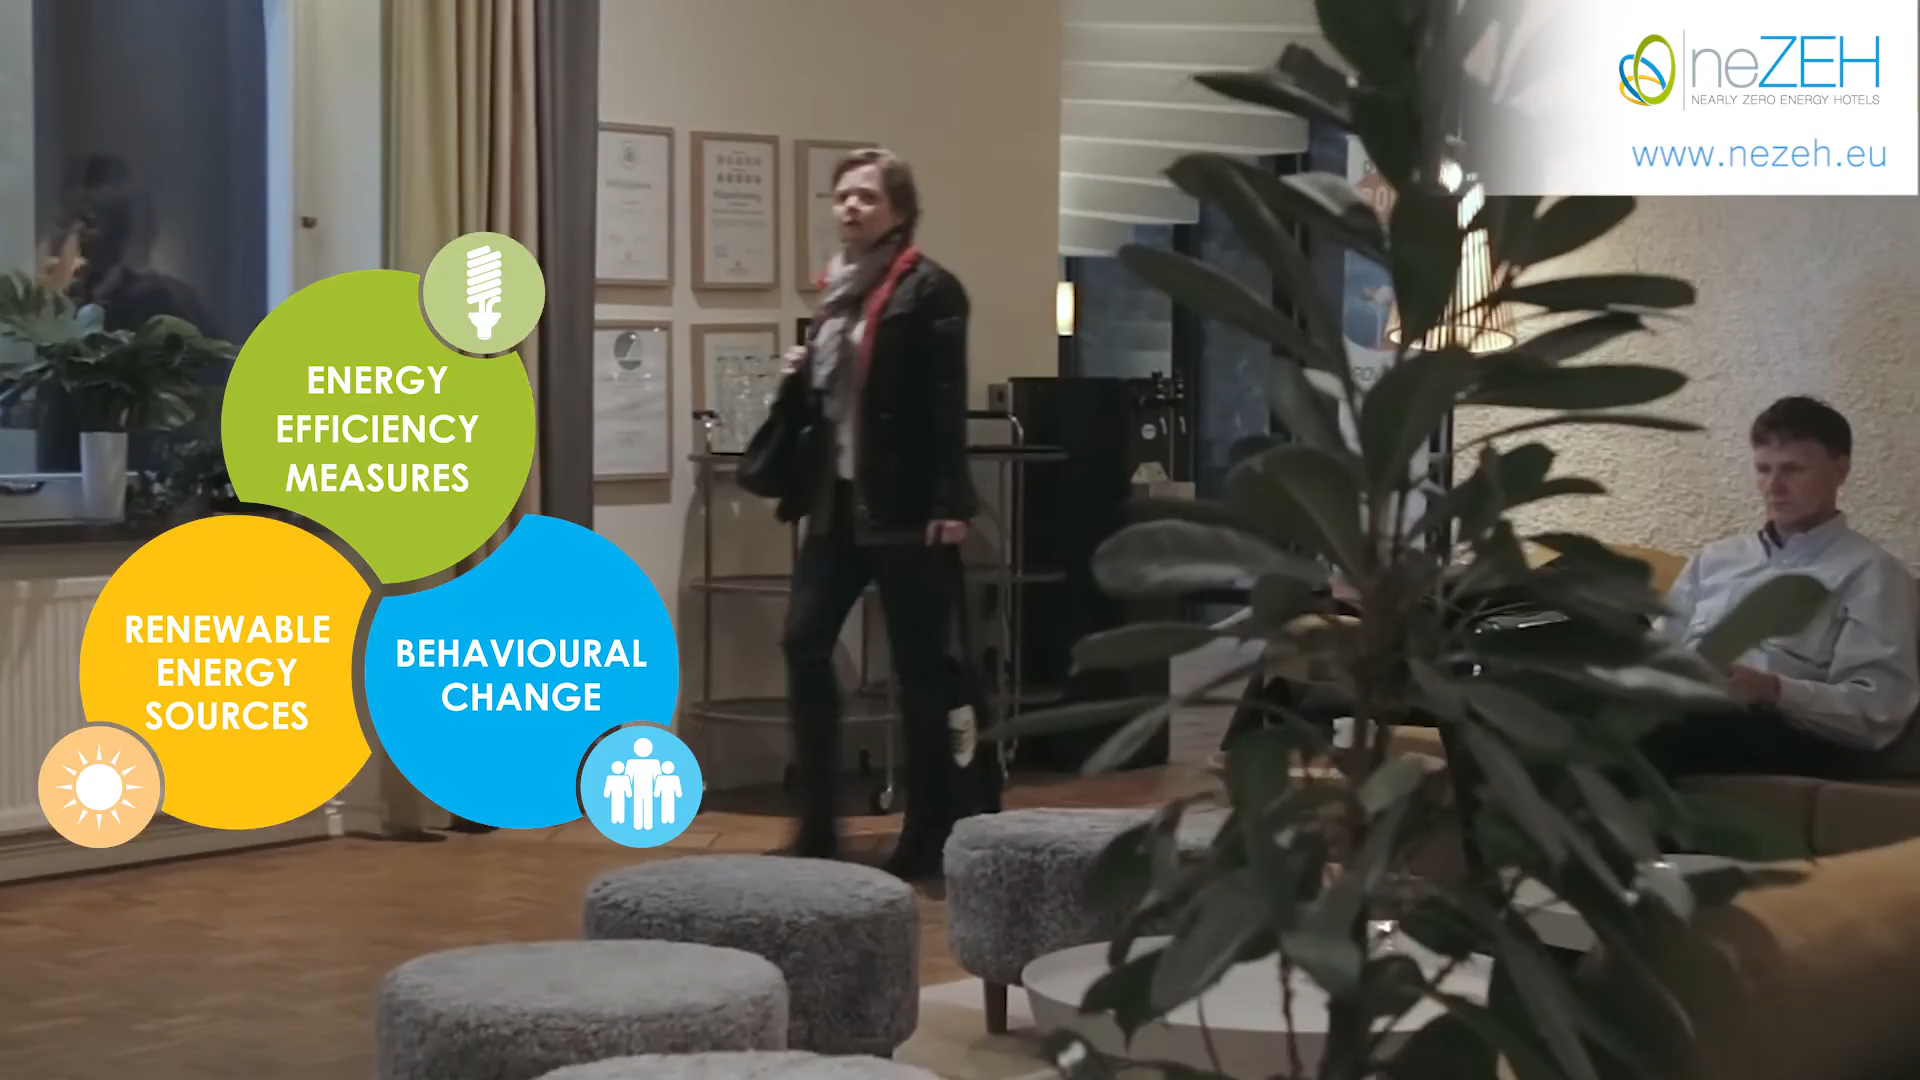 neZEH
NEARLY ZERO ENERGY HOTELS
www.nezeh.eu
ENERGY
EFFICIENCY
MEASURES
RENEWABLE
ENERGY
SOURCES
BEHAVIOURAL
CHANGE